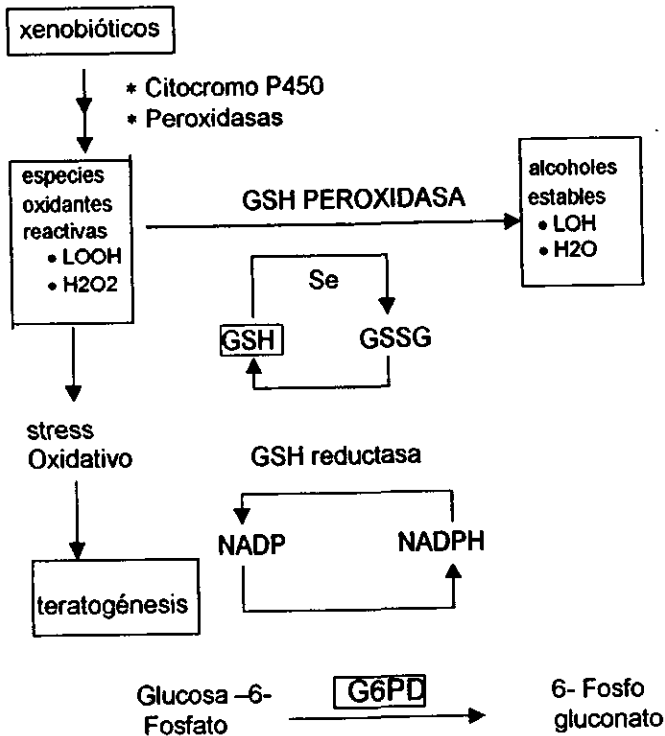 xenobióticos
* Citocromo P450
* Peroxidasas
especies
oxidantes
reactivas
• LOOH
• H2O2
GSH PEROXIDASA
alcoholes
estables
• LOH
• H2O
Se
GSH GSSG
stress
Oxidativo
GSH reductasa
NADP NADPH
teratogénesis
Glucosa –6-
Fosfato
G6PD
6- Fosfo
gluconato